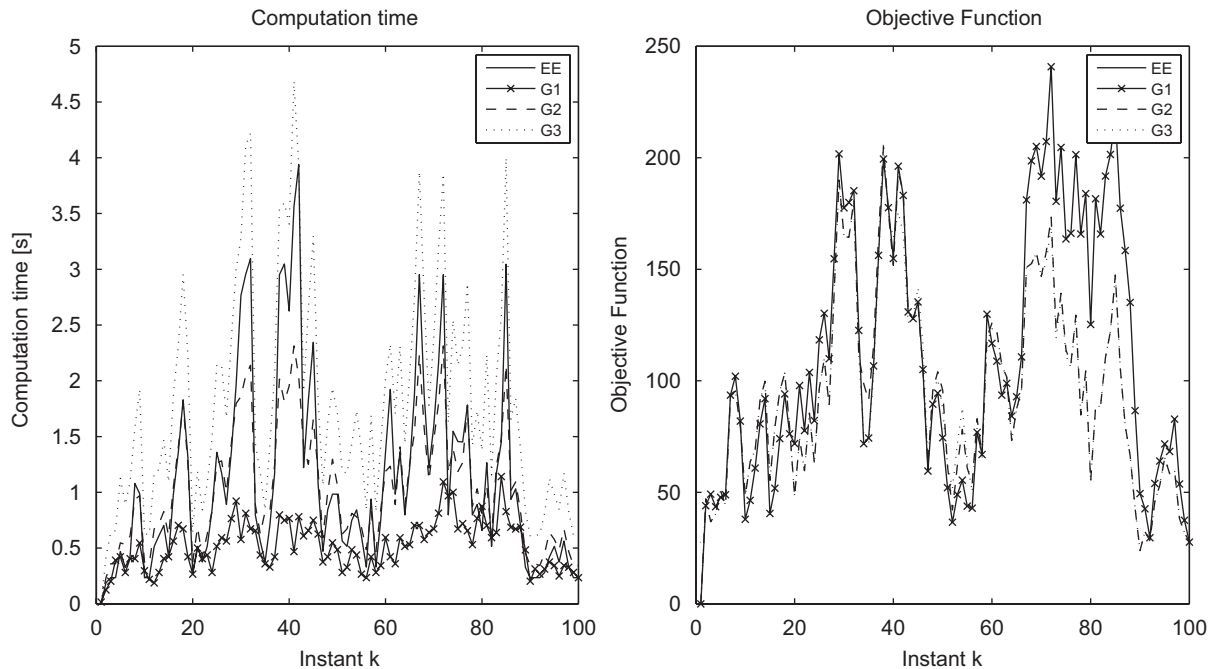 Computation time
5
4.5
4
3.5
3
2.5
2
1.5
1
0.5
0
Computation time [s]
0
20
40
60
80
100
Instant k
EE
G1
G2
G3
Objective Function
250
200
150
100
50
0
Objective Function
0
20
40
60
80
100
Instant k
EE
G1
G2
G3